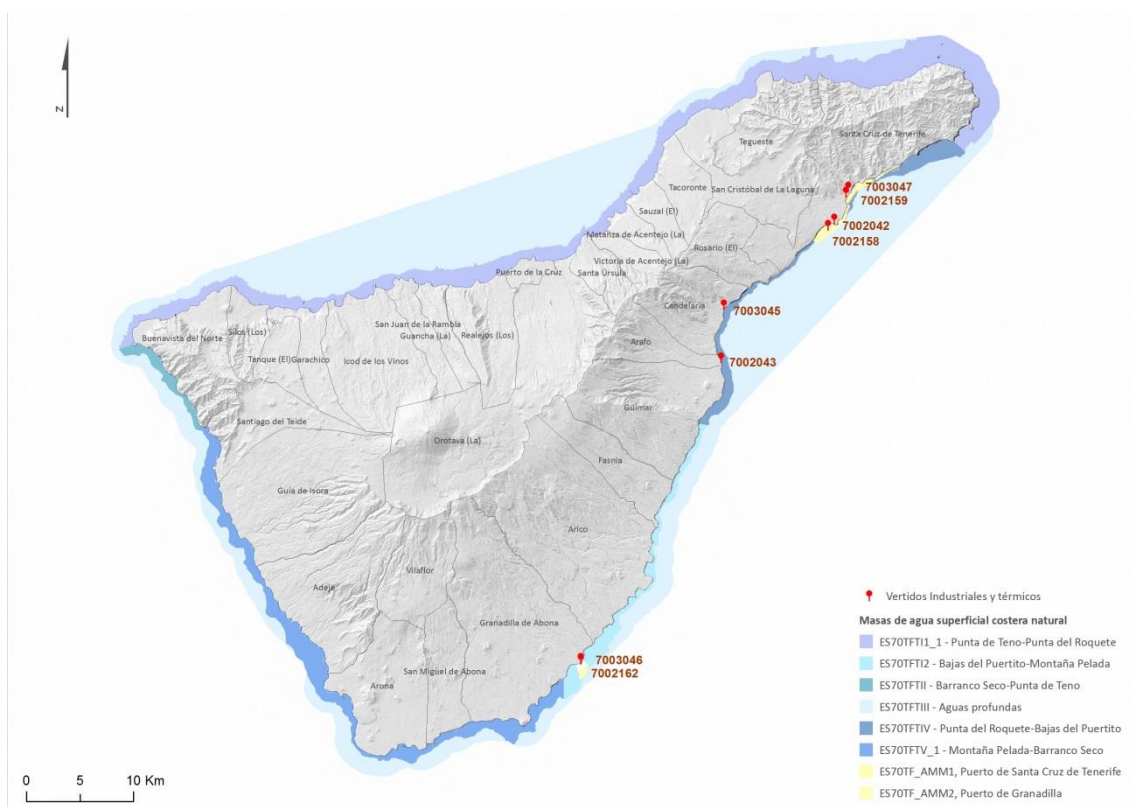 N
Santa Cruz de Tenerife
Tegueste
Tacoronte
San Cristóbal de La Laguna
7003047
7002159
Sauzal (El)
7002042
Matanza de Acentejo (La)
7002158
Rosario (El)
Victoria de Acentejo (La)
Puerto de la Cruz
Santa Úrsula
Candelaria
7003045
San Juan de la Rambla
Silos (Los)
Buenavista del Norte
Guancha (La)
Realejos (Los)
Arafo
Tanque (El)
Garachico
Icod de los Vinos
7002043
Güímar
Santiago del Teide
Orotava (La)
Fasnia
Guía de Isora
Arico
Vilaflor
Adeje
Granadilla de Abona
7003046
San Miguel de Abona
7002162
Arona
Vertidos Industriales y térmicos
Masas de agua superficial costera natural
ES70TFTI1_1 - Punta de Teno-Punta del Roquete
ES70TFTI2 - Bajas del Puertito-Montaña Pelada
ES70TFTII - Barranco Seco-Punta de Teno
ES70TFTIII - Aguas profundas
ES70TFTIV - Punta del Roquete-Bajas del Puertito
ES70TFTV_1 - Montaña Pelada-Barranco Seco
ES70TF_AMM1, Puerto de Santa Cruz de Tenerife
ES70TF_AMM2, Puerto de Granadilla
0 5 10 Km